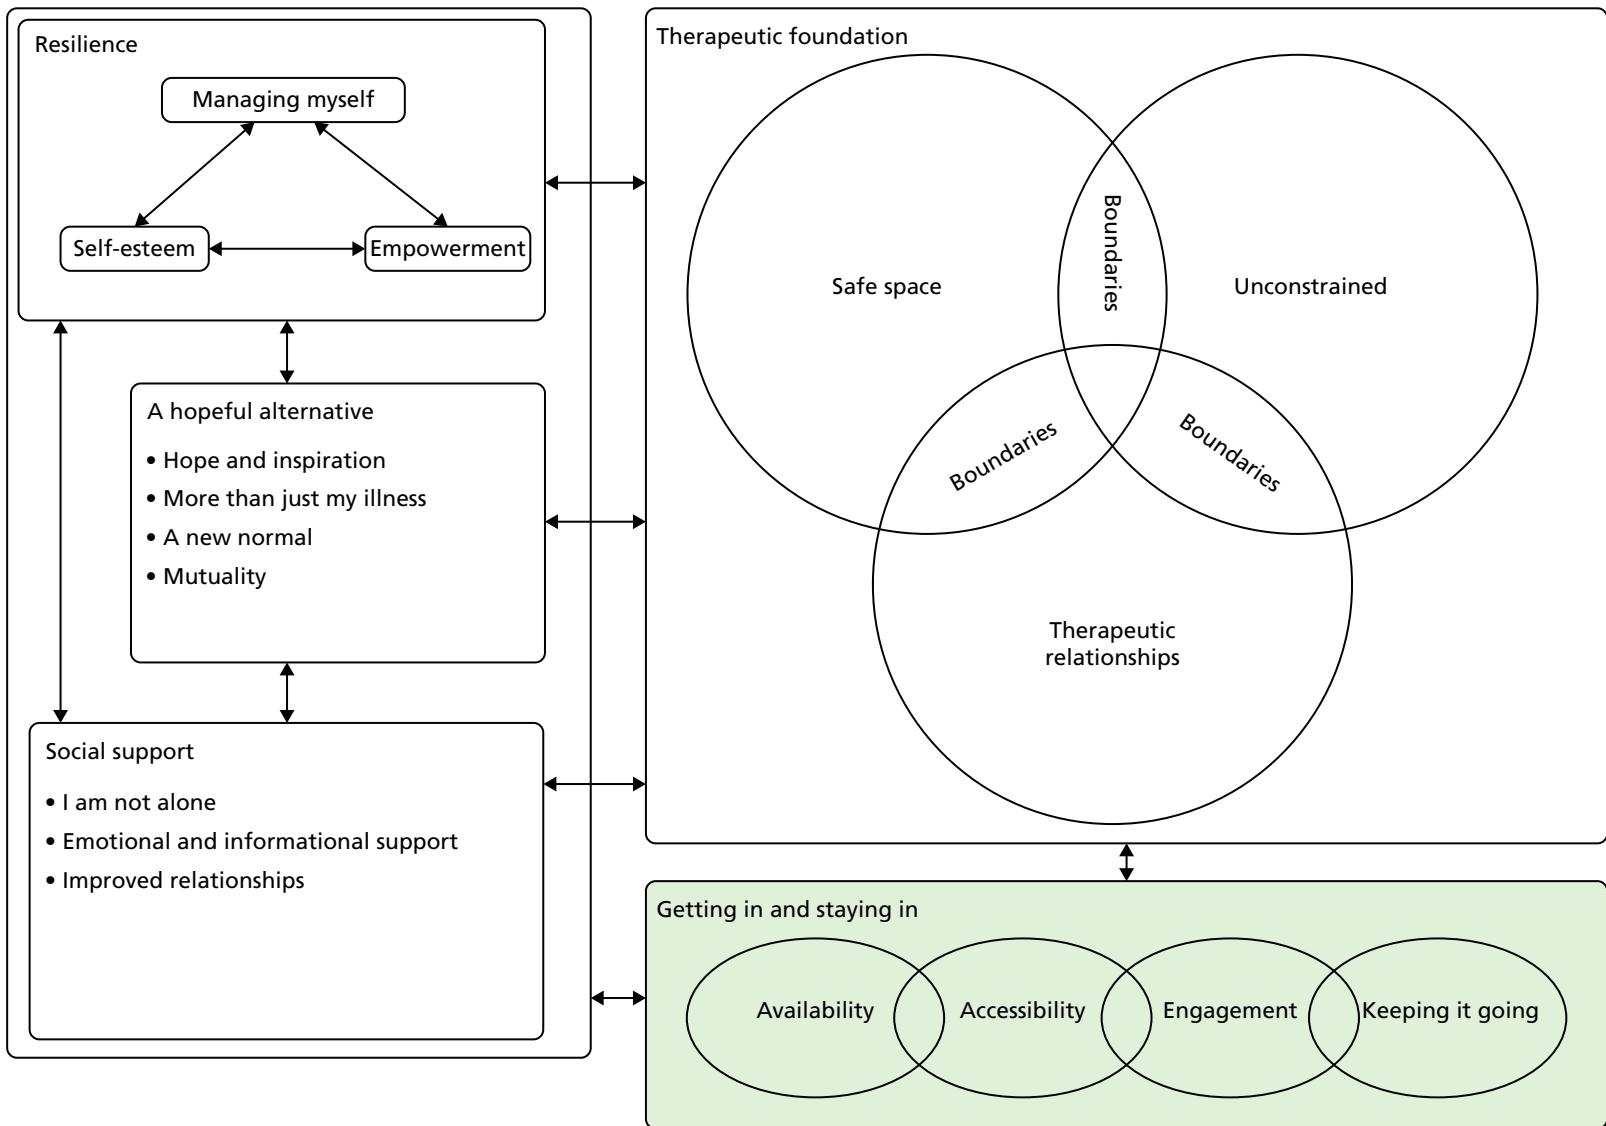 Resilience
Managing myself
Self-esteem
Empowerment
A hopeful alternative
• Hope and inspiration
• More than just my illness
• A new normal
• Mutuality
Social support
• I am not alone
• Emotional and informational support
• Improved relationships
Therapeutic foundation
Safe space
Boundaries
Unconstrained
Boundaries
Boundaries
Therapeutic
relationships
Getting in and staying in
Availability
Accessibility
Engagement
Keeping it going